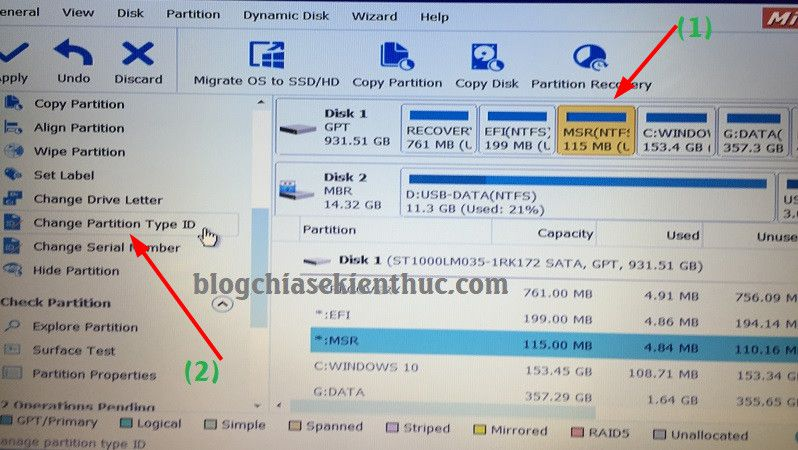 eneral View Disk Partition Dynamic Disk Wizard Help Mi
(1)
pply Undo Discard Migrate OS to SSD/HD Copy Partition Copy Disk Partition Recovery
Copy Partition
Align Partition
Wipe Partition
Set Label
Change Drive Letter
Change Partition Type ID
Change Serial Number
Hide Partition
Check Partition
Explore Partition
Surface Test
Partition Properties
2 Operations Pending
Disk 1
GPT
931.51 GB
RECOVER
761 MB (U
EFI(NTFS)
199 MB (U
MSR(NTFS
115 MB (U
C:WINDO
153.4 GB
G:DATA(
357.3 GB
Disk 2
MBR
14.32 GB
D:USB-DATA(NTFS)
11.3 GB (Used: 21%)
3.0
Partition Capacity Used Unuse
Disk 1 (ST1000LM035-1RK172 SATA, GPT, 931.51 GB)
blogchiasekienthuc.com
761.00 MB 4.91 MB 756.09 M
*:EFI 199.00 MB 4.86 MB 194.14 M
*:MSR 115.00 MB 4.84 MB 110.16 M
C:WINDOWS 10 153.45 GB 108.71 MB 153.34 G
G:DATA 357.29 GB 1.64 GB 355.65 G
(2)
GPT/Primary Logical Simple Spanned Striped Mirrored RAID5 Unallocated
anage partition type ID